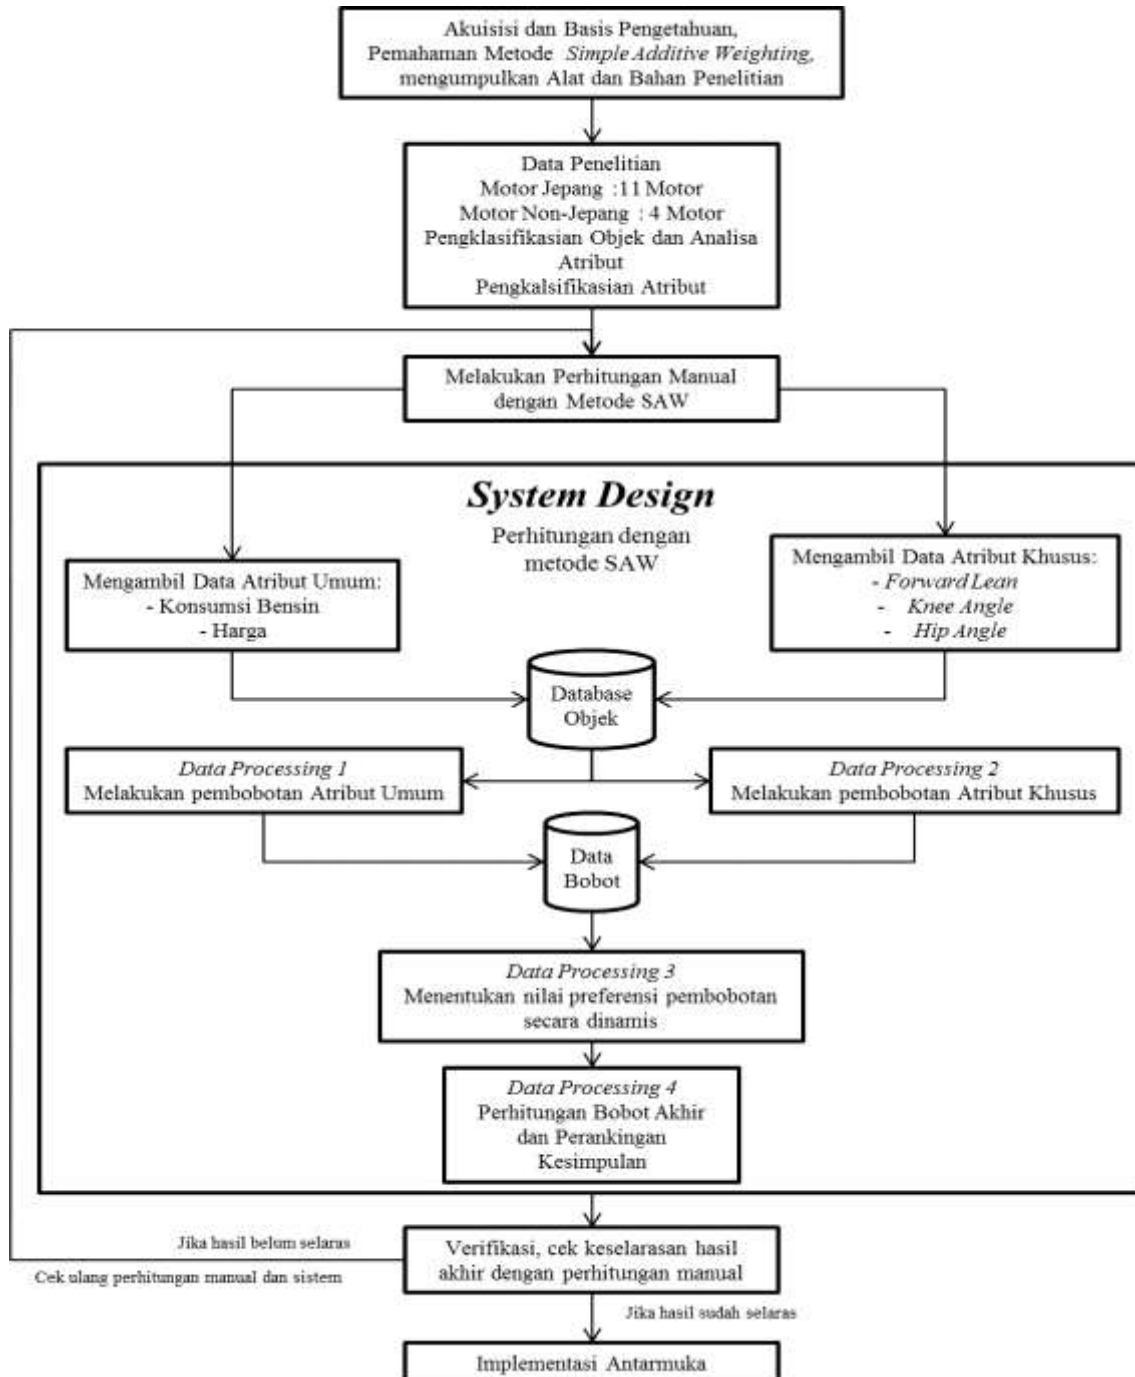 Akuisisi dan Basis Pengetahuan,
Pemahaman Metode Simple Additive Weighting,
mengumpulkan Alat dan Bahan Penelitian
Data Penelitian
Motor Jepang :11 Motor
Motor Non-Jepang : 4 Motor
Pengklasifikasian Objek dan Analisa
Atribut
Pengkalsifikasian Atribut
Melakukan Perhitungan Manual
dengan Metode SAW
System Design
Perhitungan dengan
metode SAW
Mengambil Data Atribut Umum:
- Konsumsi Bensin
- Harga
Mengambil Data Atribut Khusus:
- Forward Lean
- Knee Angle
- Hip Angle
Database
Objek
Data Processing 1
Melakukan pembobotan Atribut Umum
Data Processing 2
Melakukan pembobotan Atribut Khusus
Data
Bobot
Data Processing 3
Menentukan nilai preferensi pembobotan
secara dinamis
Data Processing 4
Perhitungan Bobot Akhir
dan Perankingan
Kesimpulan
Jika hasil belum selaras
Cek ulang perhitungan manual dan sistem
Verifikasi, cek keselarasan hasil
akhir dengan perhitungan manual
Jika hasil sudah selaras
Implementasi Antarmuka